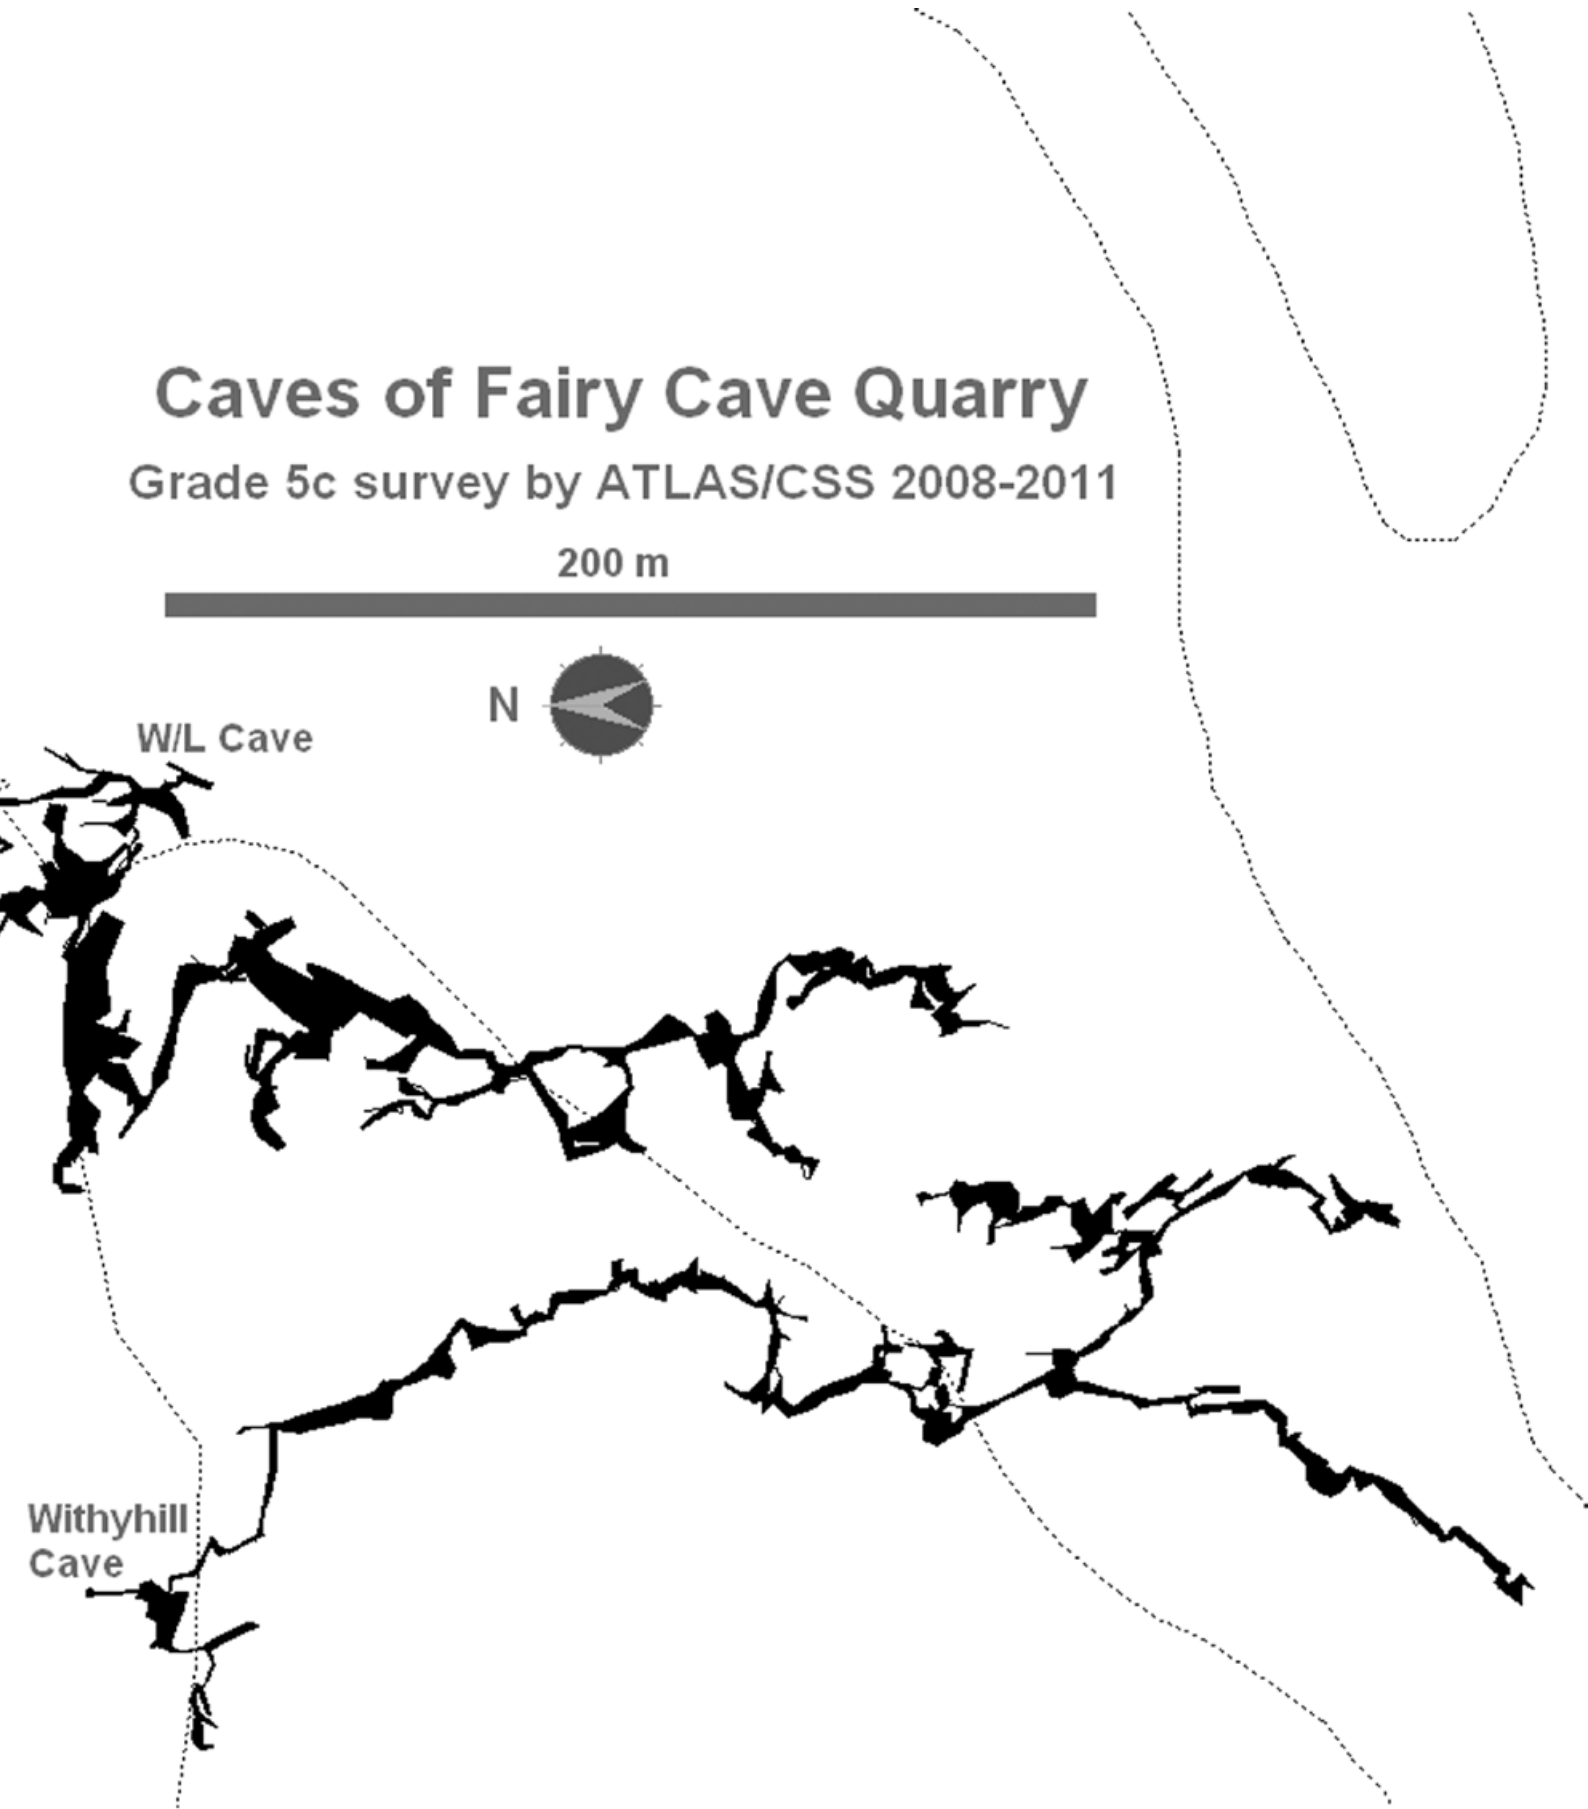 Caves of Fairy Cave Quarry
Grade 5c survey by ATLAS/CSS 2008-2011
200 m
N
W/L Cave
Withyhill
Cave